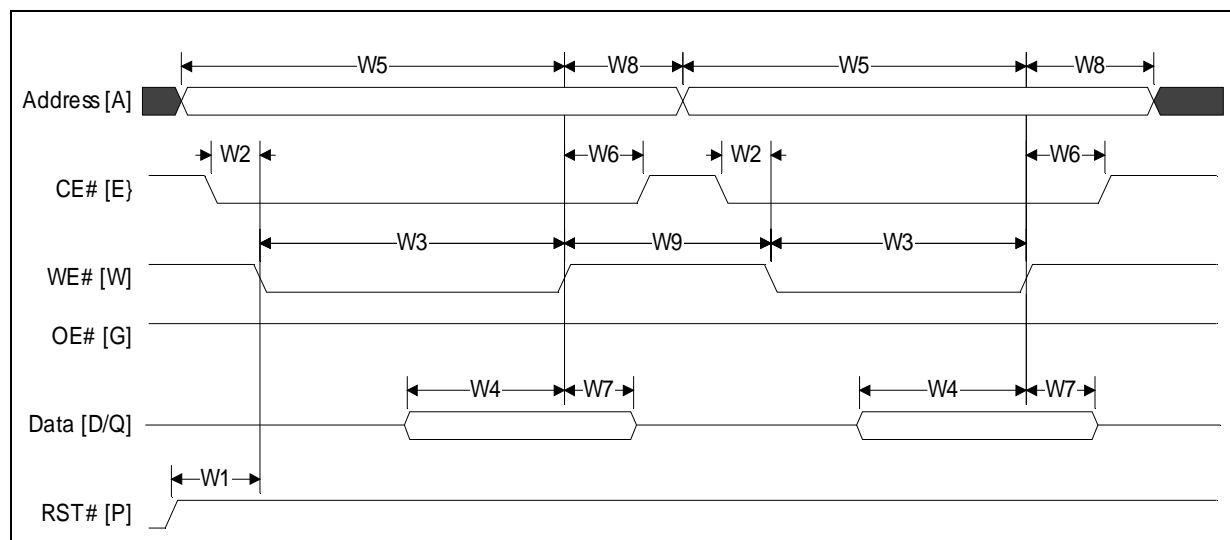 W5 W8 W5 W8
Address [A]
W2 W6 W2 W6
CE# [E}
W3 W9 W3
WE# [W]
OE# [G]
W4 W7 W4 W7
Data [D/Q]
W1
RST# [P]